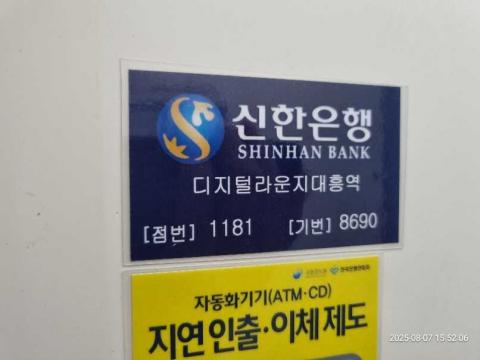 신한은행
SHINHAN BANK
디지털라운지대흥역
[점번] 1181 [기번] 8690
자동화기기(ATM·CD)
지연인출·이체제도
2025-08-07 15:52:06